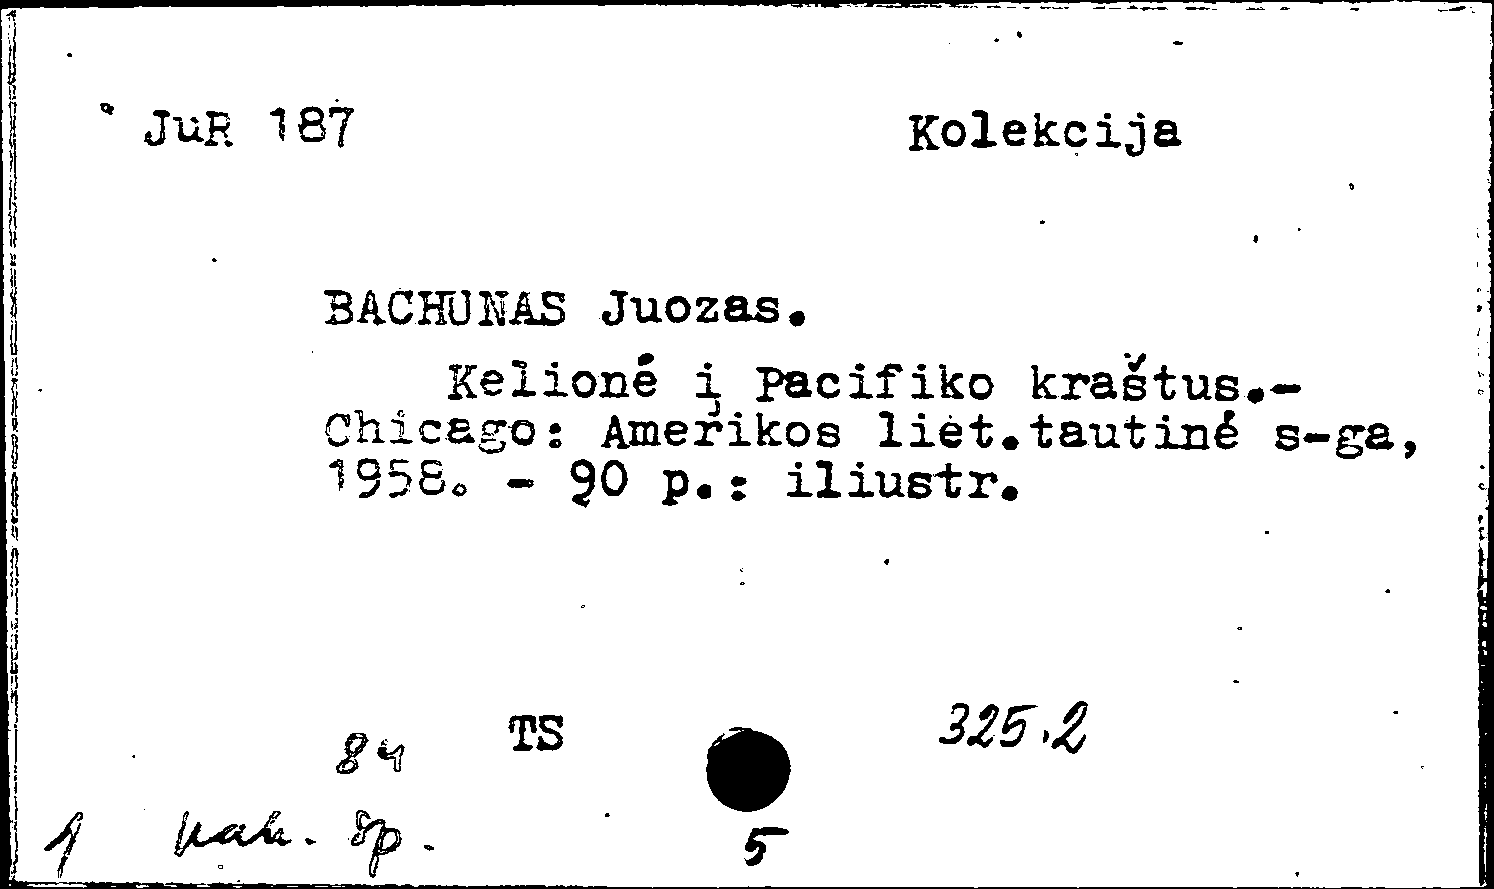 JuR 187 Kolekcija
BACHUNAS Juozas.
Kelionė į Pacifiko kraštus.-
Chicago: Amerikos liet.tautinė s-ga,
1958. - 90 p.: iliustr.
84 TS 325.2
1 šp.
5